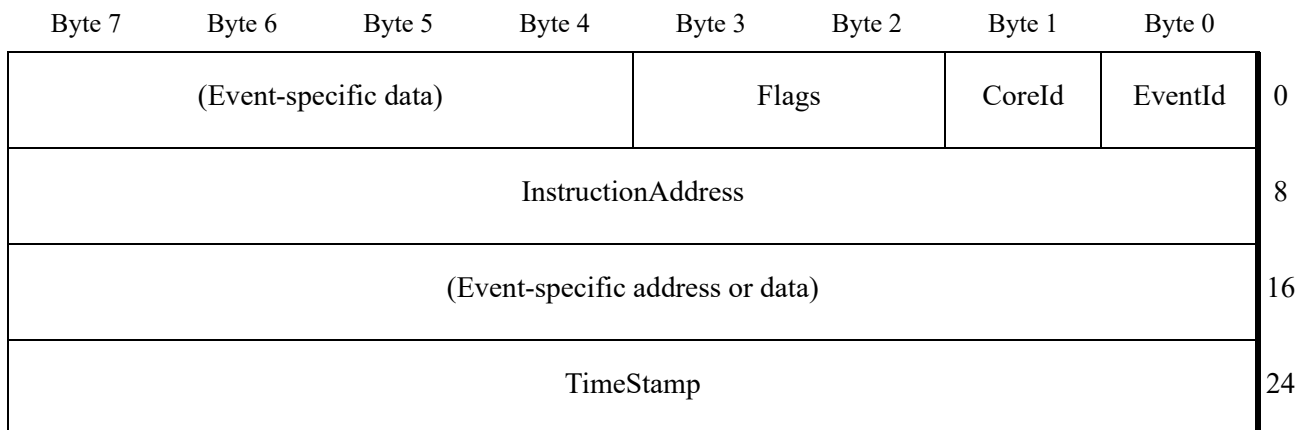 Byte 7 Byte 6 Byte 5 Byte 4 Byte 3 Byte 2 Byte 1 Byte 0
(Event-specific data) Flags CoreId EventId 0
InstructionAddress 8
(Event-specific address or data) 16
TimeStamp 24